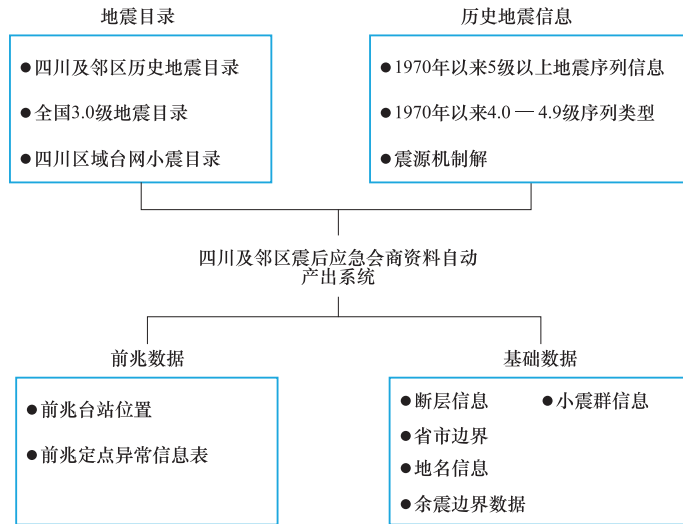 地震目录
●四川及邻区历史地震目录
●全国3.0级地震目录
●四川区域台网小震目录
历史地震信息
●1970年以来5级以上地震序列信息
●1970年以来4.0 — 4.9级序列类型
●震源机制解
四川及邻区震后应急会商资料自动
产出系统
前兆数据
●前兆台站位置
●前兆定点异常信息表
基础数据
●断层信息 ●小震群信息
●省市边界
●地名信息
●余震边界数据